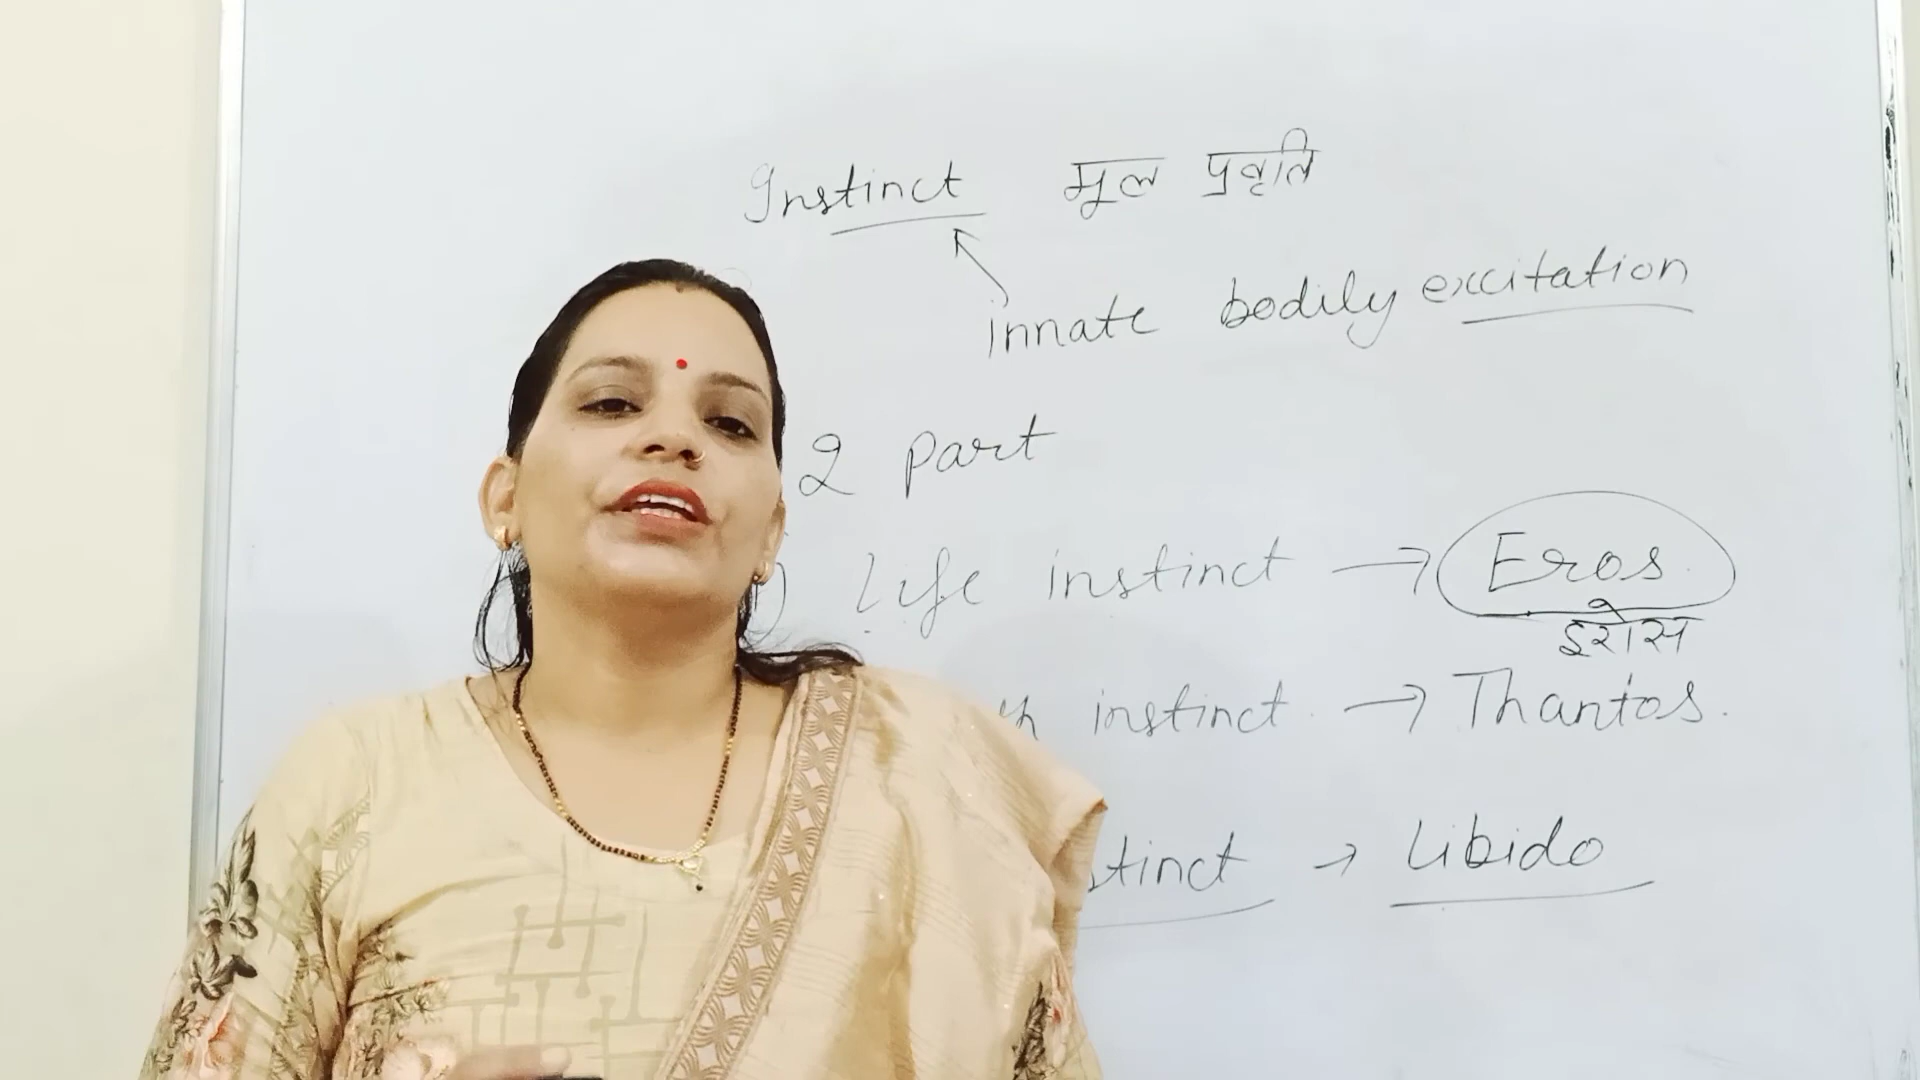 Instinct मूल प्रवृति
innate bodily excitation
2 part
) Life instinct → Eros.
इरोस
instinct → Thantos.
→ Libido